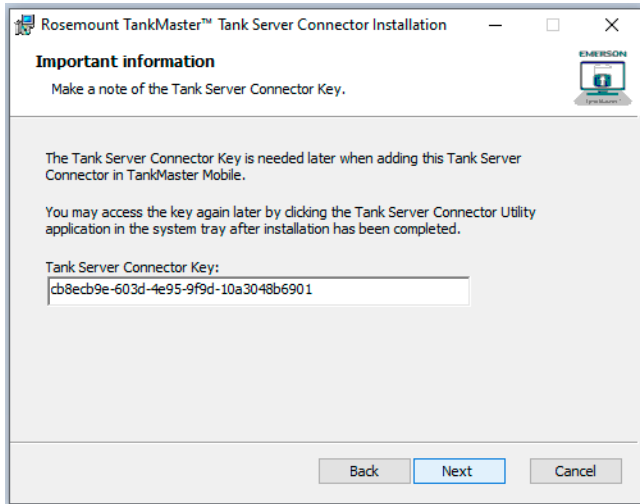 Rosemount TankMaster™ Tank Server Connector Installation
Important information
EMERSON
Make a note of the Tank Server Connector Key.
The Tank Server Connector Key is needed later when adding this Tank Server
Connector in TankMaster Mobile.
You may access the key again later by clicking the Tank Server Connector Utility
application in the system tray after installation has been completed.
Tank Server Connector Key:
cb8ecb9e-603d-4e95-9f9d-10a3048b6901
Back
Next
Cancel